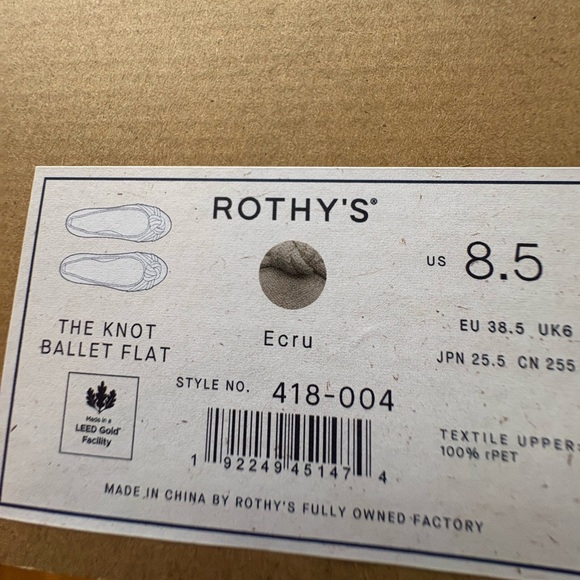 ROTHY'S®
THE KNOT
BALLET FLAT
Made in a
LEED Gold®
Facility
Ecru
STYLE NO. 418-004
1 92249 45147 4
US 8.5
EU 38.5 UK6
JPN 25.5 CN 255
TEXTILE UPPER:
100% rPET
MADE IN CHINA BY ROTHY'S FULLY OWNED FACTORY